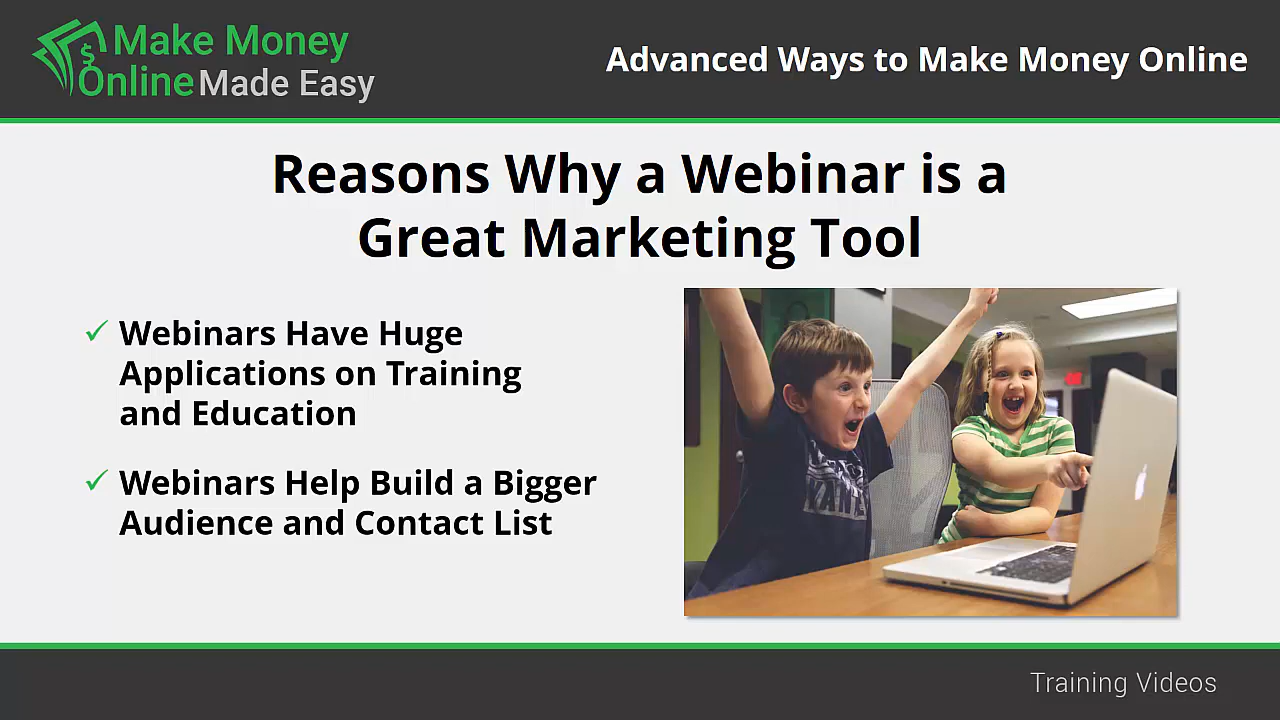 Make Money
Online Made Easy
Advanced Ways to Make Money Online
Reasons Why a Webinar is a
Great Marketing Tool
Webinars Have Huge
Applications on Training
and Education
Webinars Help Build a Bigger
Audience and Contact List
Training Videos